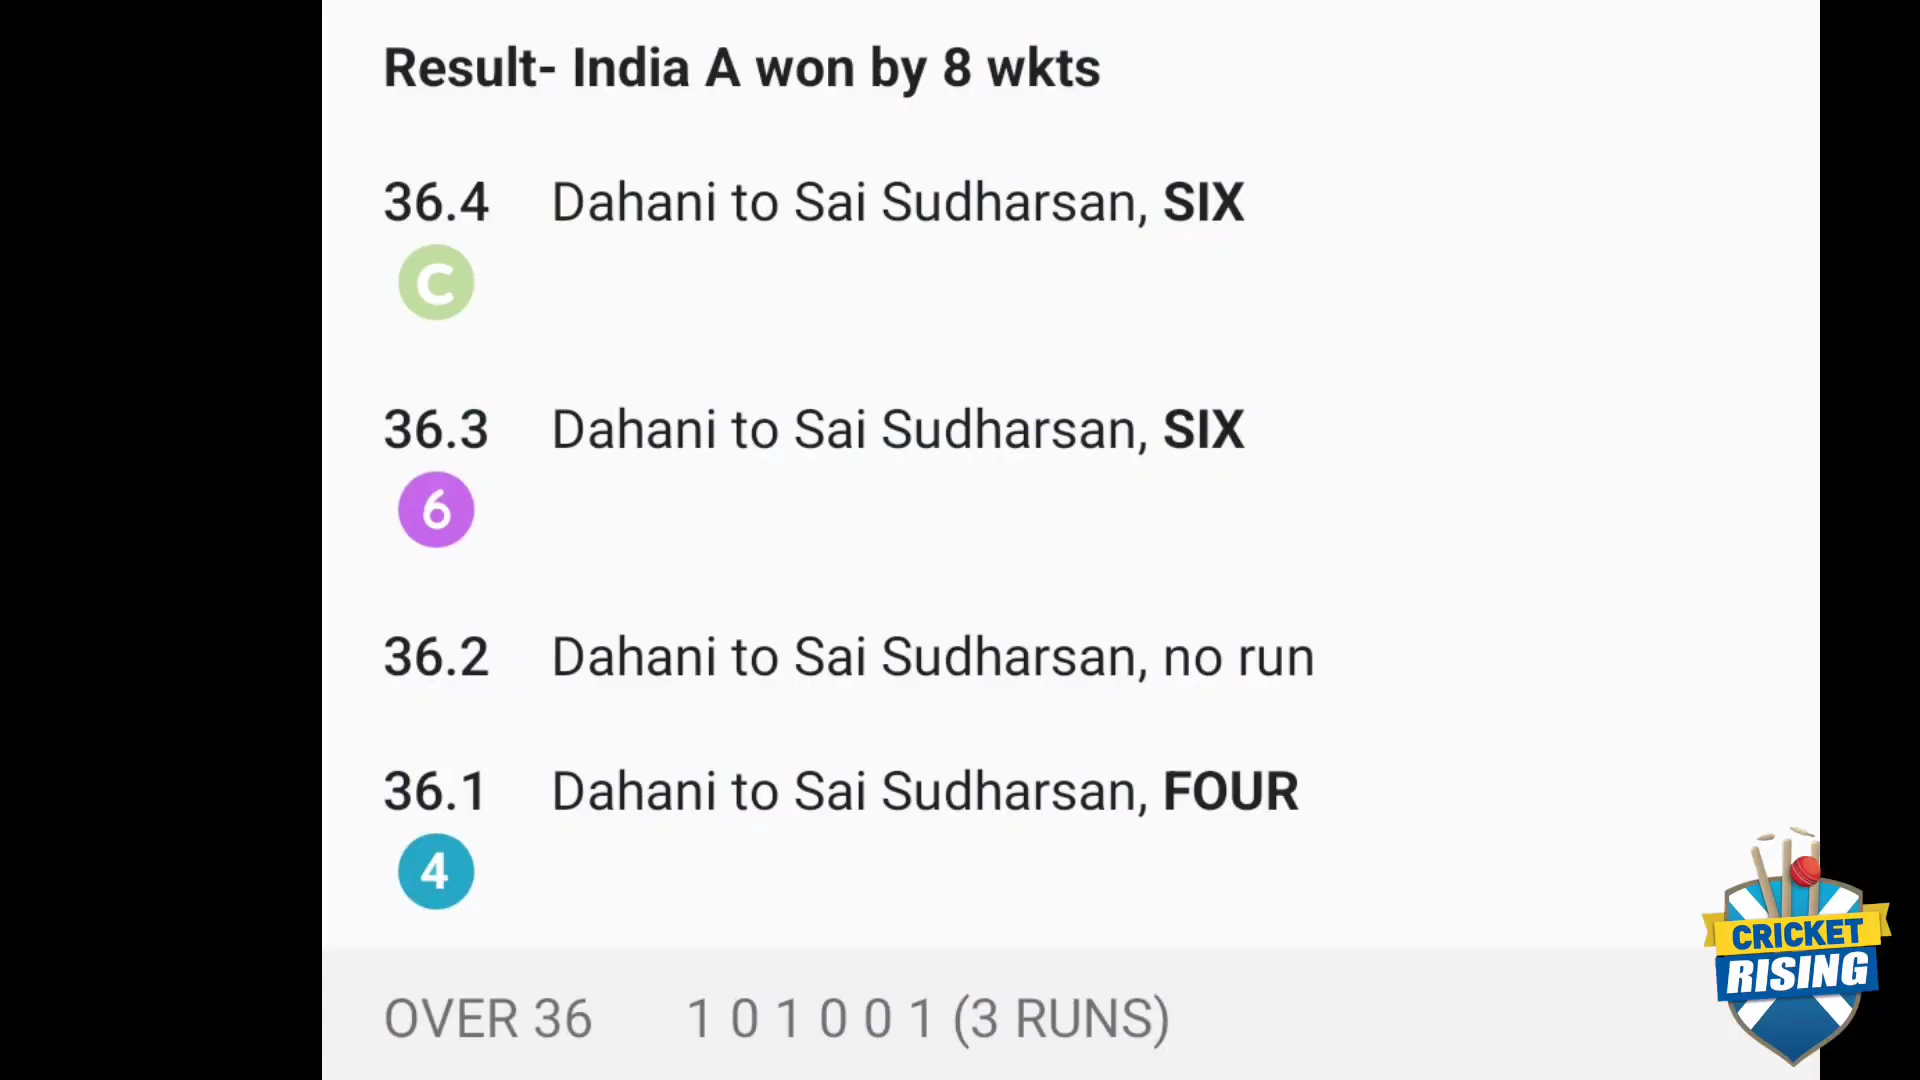 Result- India A won by 8 wkts
36.4 Dahani to Sai Sudharsan, SIX
C
36.3 Dahani to Sai Sudharsan, SIX
6
36.2 Dahani to Sai Sudharsan, no run
36.1 Dahani to Sai Sudharsan, FOUR
4
OVER 36 1 0 1 0 0 1 (3 RUNS)
CRICKET
RISING